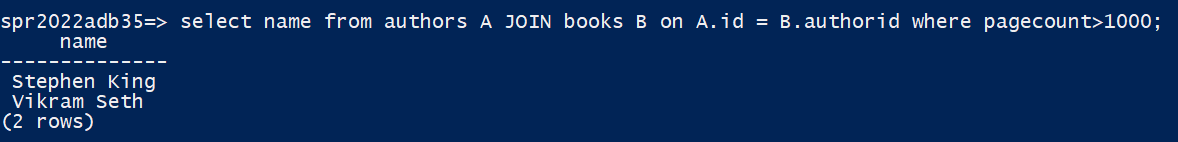 spr2022adb35=> select name from authors A JOIN books B on A.id = B.authorid where pagecount>1000;
     name
--------------
 Stephen King
 Vikram Seth
(2 rows)